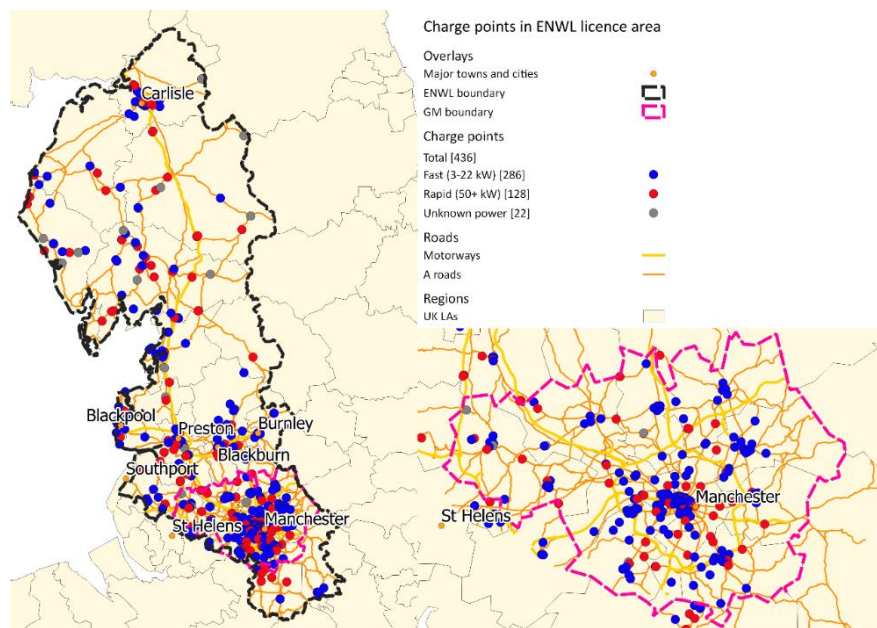 Charge points in ENWL licence area
Overlays
Major towns and cities
ENWL boundary
GM boundary
Charge points
Total [436]
Fast (3-22 kW) [286]
Rapid (50+ kW) [128]
Unknown power [22]
Roads
Motorways
A roads
Regions
UK LAs
Carlisle
Blackpool
Preston
Burnley
Blackburn
Southport
St Helens
Manchester
Manchester
St Helens